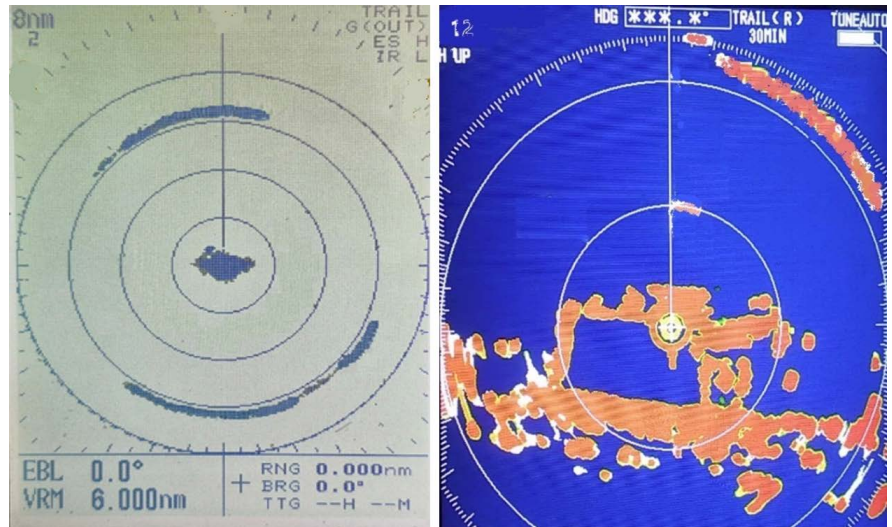 8nm
2
TRAIL
G(OUT)
ES H
IR L
EBL 0.0°
VRM 6.000nm
+ RNG 0.000nm
BRG 0.0°
TTG --H --M
12
H UP
HDG ***.*° TRAIL(R) TUNEAUTO
30MIN